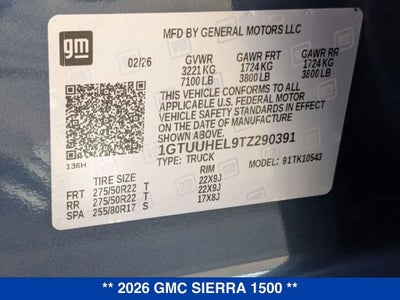 gm
MFD BY GENERAL MOTORS LLC
02/26 GVWR GAWR FRT GAWR RR
3221 KG 1724 KG 1724 KG
7100 LB 3800 LB 3800 LB
THIS VEHICLE CONFORMS TO ALL
APPLICABLE U.S. FEDERAL MOTOR
VEHICLE SAFETY STANDARDS IN EFFECT ON
THE DATE OF MANUFACTURE SHOWN ABOVE.
1GTUUHEL9TZ290391
136H TYPE: TRUCK 91TK10543
TIRE SIZE RIM
FRT 275/50R22 T 22X9J
RR 275/50R22 T 22X9J
SPA 255/80R17 S 17X8J
** 2026 GMC SIERRA 1500 **